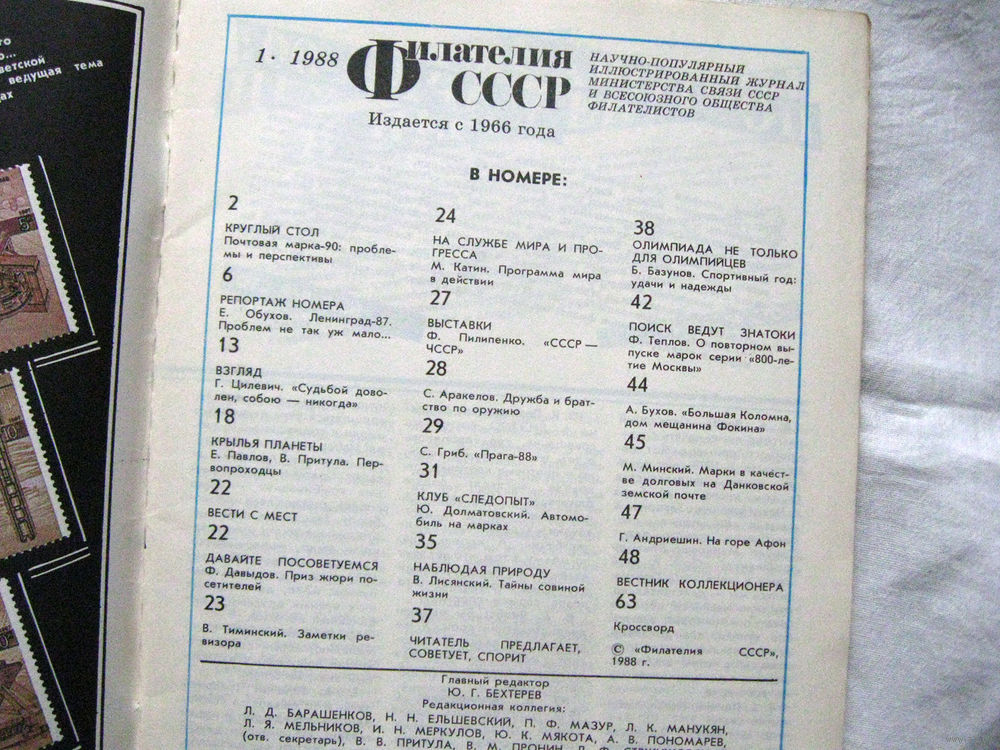 го
о...
ветской
ведущая тема
ах
1 · 1988
Филателия
СССР
НАУЧНО-ПОПУЛЯРНЫЙ
ИЛЛЮСТРИРОВАННЫЙ ЖУРНАЛ
МИНИСТЕРСТВА СВЯЗИ СССР
И ВСЕСОЮЗНОГО ОБЩЕСТВА
ФИЛАТЕЛИСТОВ
Издается с 1966 года
В НОМЕРЕ:
2
КРУГЛЫЙ СТОЛ
Почтовая марка-90: пробле-
мы и перспективы
6
РЕПОРТАЖ НОМЕРА
Е. Обухов. Ленинград-87.
Проблем не так уж мало...
13
ВЗГЛЯД
Г. Цилевич. «Судьбой дово-
лен, собою — никогда»
18
КРЫЛЬЯ ПЛАНЕТЫ
Е. Павлов, В. Притула. Пер-
вопроходцы
22
ВЕСТИ С МЕСТ
22
ДАВАЙТЕ ПОСОВЕТУЕМСЯ
Ф. Давыдов. Приз жюри по-
сетителей
23
В. Тиминский. Заметки ре-
визора
24
НА СЛУЖБЕ МИРА И ПРО-
ГРЕССА
М. Катин. Программа мира
в действии
27
ВЫСТАВКИ
Ф. Пилипенко. «СССР —
ЧССР»
28
С. Аракелов. Дружба и брат-
ство по оружию
29
С. Гриб. «Прага-88»
31
КЛУБ «СЛЕДОПЫТ»
Ю. Долматовский. Автомо-
биль на марках
35
НАБЛЮДАЯ ПРИРОДУ
В. Лисянский. Тайны совиной
жизни
37
ЧИТАТЕЛЬ ПРЕДЛАГАЕТ,
СОВЕТУЕТ, СПОРИТ
38
ОЛИМПИАДА НЕ ТОЛЬКО
ДЛЯ ОЛИМПИЙЦЕВ
Б. Базунов. Спортивный год:
удачи и надежды
42
ПОИСК ВЕДУТ ЗНАТОКИ
Ф. Теплов. О повторном вы-
пуске марок серии «800-ле-
тие Москвы»
44
А. Бухов. «Большая Коломна,
дом мещанина Фокина»
45
М. Минский. Марки в качест-
ве долговых на Данковской
земской почте
47
Г. Андриешин. На горе Афон
48
ВЕСТНИК КОЛЛЕКЦИОНЕРА
63
Кроссворд
© «Филателия СССР»,
1988 г.
Главный редактор
Ю. Г. БЕХТЕРЕВ
Редакционная коллегия:
Л. Д. БАРАШЕНКОВ, Н. Н. ЕЛЬШЕВСКИЙ, П. Ф. МАЗУР, Л. К. МАНУКЯН,
Л. Я. МЕЛЬНИКОВ, И. Н. МЕРКУЛОВ, Ю. К. МЯКОТА, А. В. ПОНОМАРЕВ,
(отв. секретарь), В. В. ПРИТУЛА, В. М. ПРОНИН,